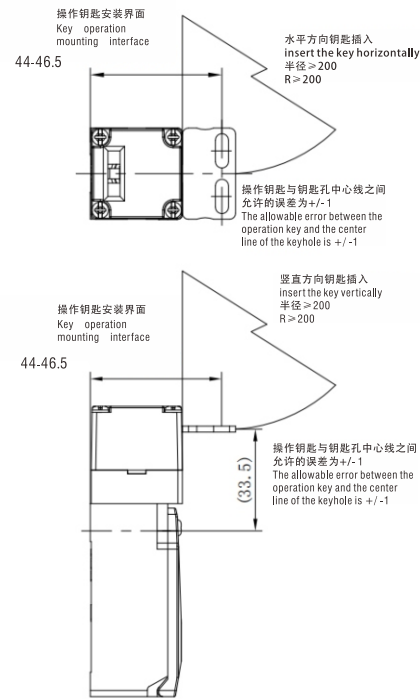 操作钥匙安装界面
Key operation
mounting interface
44-46.5
水平方向钥匙插入
insert the key horizontally
半径≥200
R≥200
操作钥匙与钥匙孔中心线之间
允许的误差为+/-1
The allowable error between the
operation key and the center
line of the keyhole is +/-1
竖直方向钥匙插入
insert the key vertically
半径≥200
R≥200
操作钥匙安装界面
Key operation
mounting interface
44-46.5
操作钥匙与钥匙孔中心线之间
允许的误差为+/-1
The allowable error between the
operation key and the center
line of the keyhole is +/-1
(33.5)